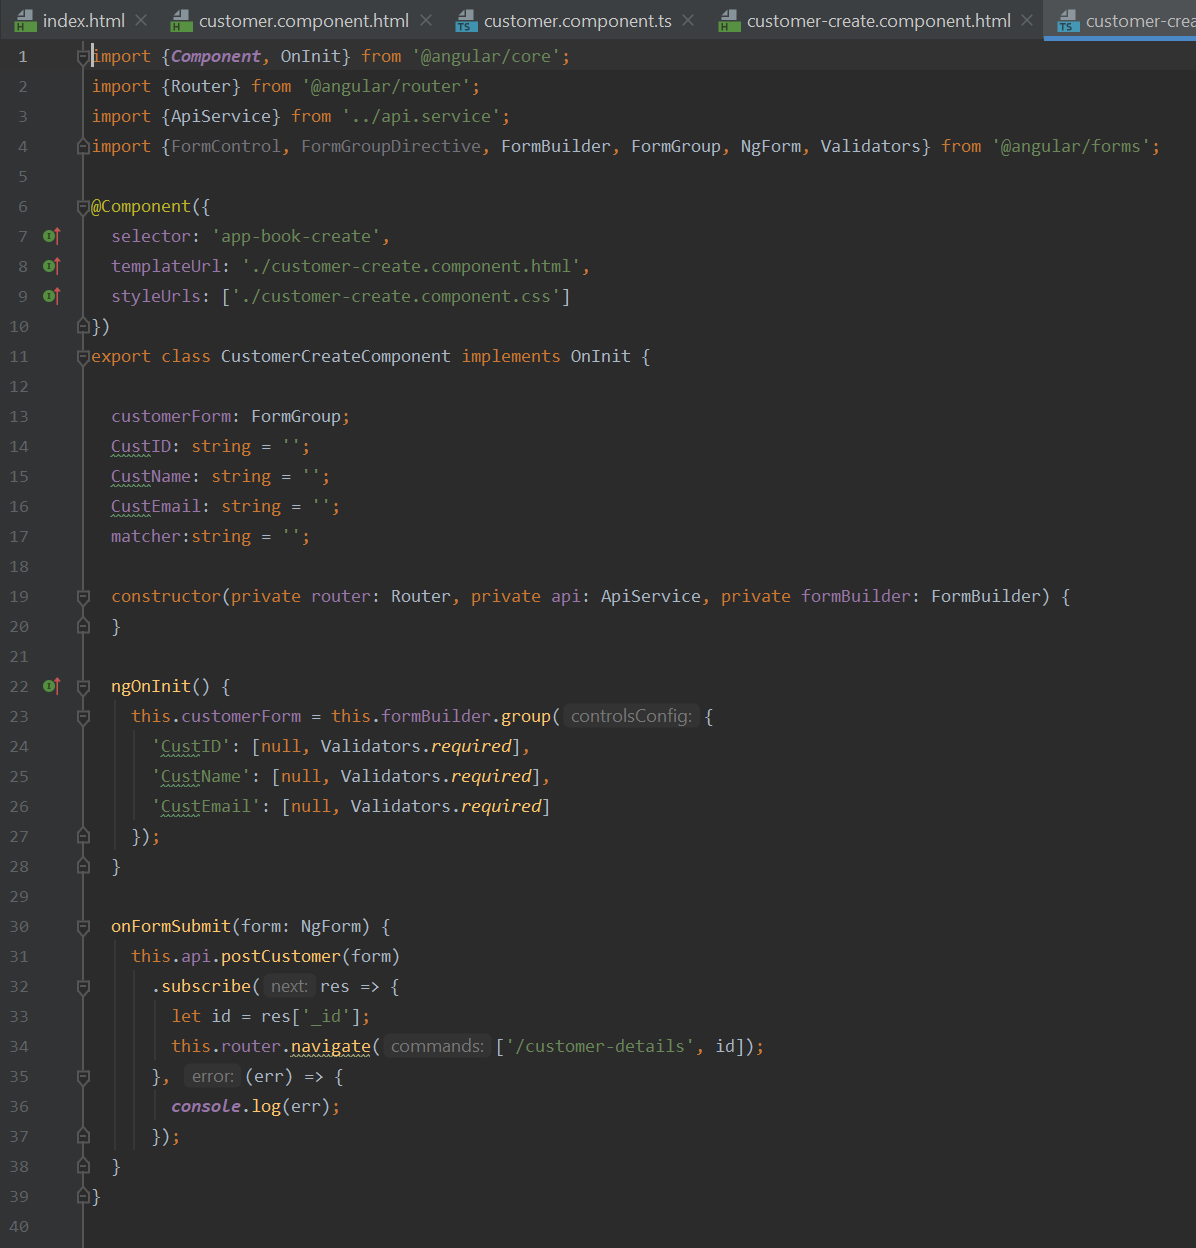 index.html customer.component.html customer.component.ts customer-create.component.html customer-crea
1 import {Component, OnInit} from '@angular/core';
2 import {Router} from '@angular/router';
3 import {ApiService} from '../api.service';
4 import {FormControl, FormGroupDirective, FormBuilder, FormGroup, NgForm, Validators} from '@angular/forms';
5
6 @Component({
7 selector: 'app-book-create',
8 templateUrl: './customer-create.component.html',
9 styleUrls: ['./customer-create.component.css']
10 })
11 export class CustomerCreateComponent implements OnInit {
12
13 customerForm: FormGroup;
14 CustID: string = '';
15 CustName: string = '';
16 CustEmail: string = '';
17 matcher:string = '';
18
19 constructor(private router: Router, private api: ApiService, private formBuilder: FormBuilder) {
20 }
21
22 ngOnInit() {
23 this.customerForm = this.formBuilder.group( controlsConfig: {
24 'CustID': [null, Validators.required],
25 'CustName': [null, Validators.required],
26 'CustEmail': [null, Validators.required]
27 });
28 }
29
30 onFormSubmit(form: NgForm) {
31 this.api.postCustomer(form)
32 .subscribe( next: res => {
33 let id = res['_id'];
34 this.router.navigate( commands: ['/customer-details', id]);
35 }, error: (err) => {
36 console.log(err);
37 });
38 }
39 }
40